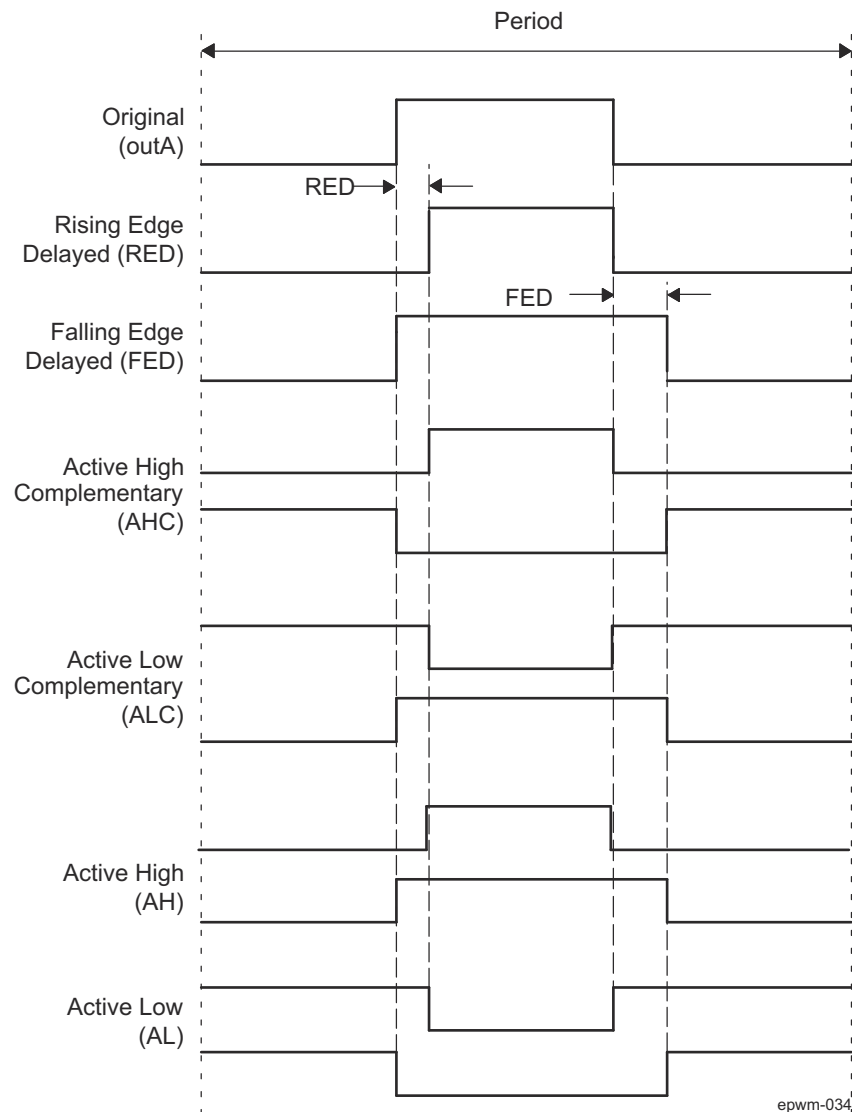 Period
Original
(outA)
RED
Rising Edge
Delayed (RED)
FED
Falling Edge
Delayed (FED)
Active High
Complementary
(AHC)
Active Low
Complementary
(ALC)
Active High
(AH)
Active Low
(AL)
epwm-034